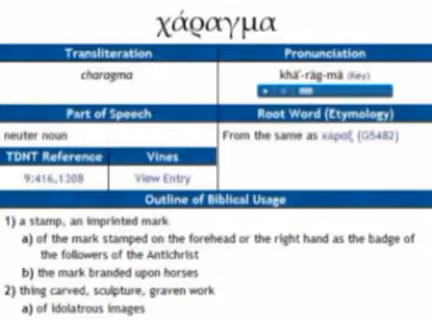 χάραγμα
Transliteration Pronunciation
charagma khä'-räg-mä (Key)
Part of Speech Root Word (Etymology)
neuter noun From the same as χάραξ (G5482)
TDNT Reference Vines
9:416,1308 View Entry
Outline of Biblical Usage
1) a stamp, an imprinted mark
a) of the mark stamped on the forehead or the right hand as the badge of
the followers of the Antichrist
b) the mark branded upon horses
2) thing carved, sculpture, graven work
a) of idolatrous images